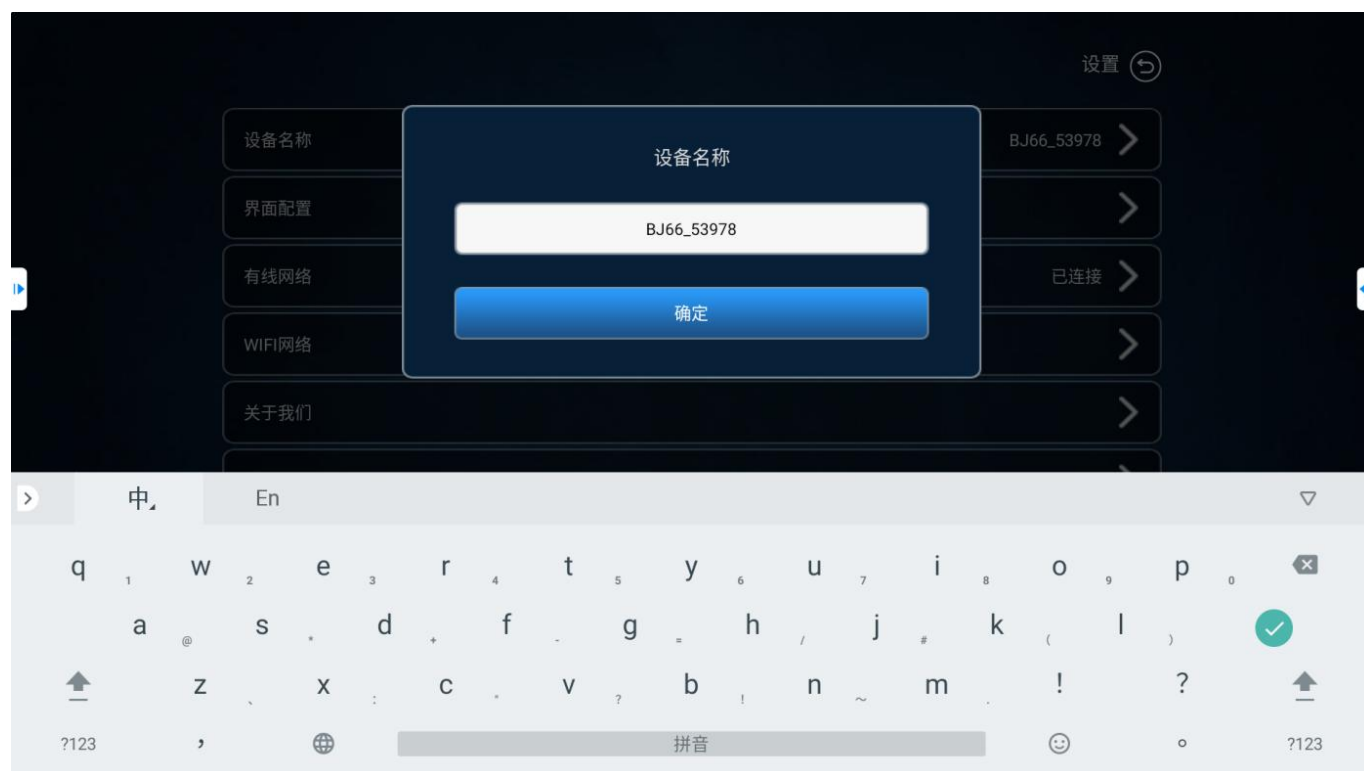 设置
设备名称 BJ66_53978
设备名称
界面配置
BJ66_53978
有线网络 已连接
确定
WIFI网络
关于我们
中 En
q 1 w 2 e 3 r 4 t 5 y 6 u 7 i 8 o 9 p 0
a @ s * d + f - g = h / j # k ( l )
z 、 x : c " v ? b ! n ～ m . ! ?
?123 , 拼音 。 ?123